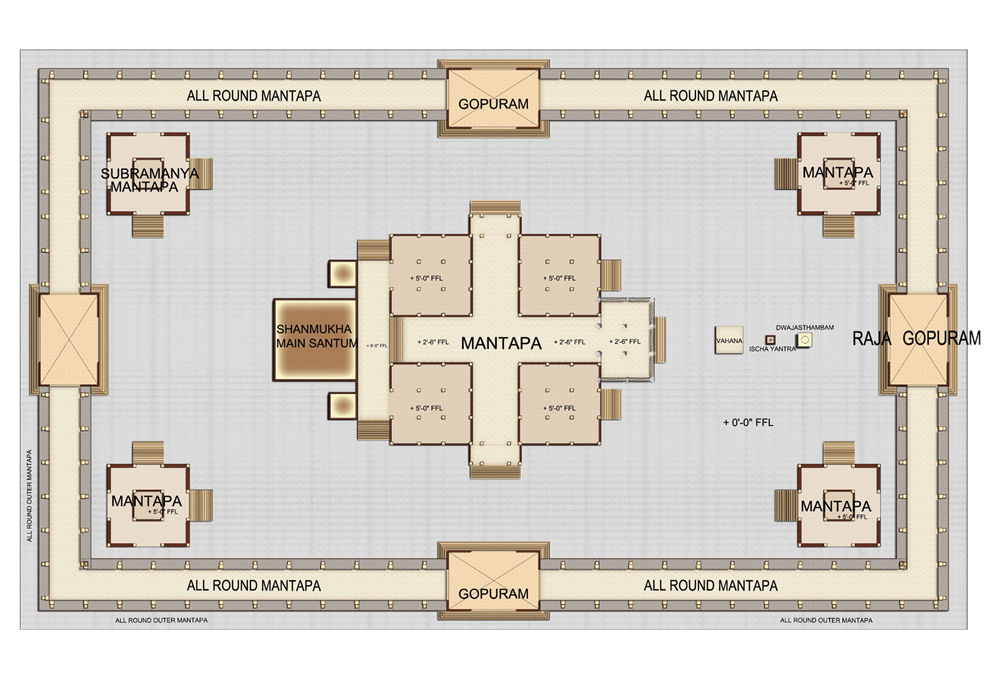 ALL ROUND MANTAPA
GOPURAM
ALL ROUND MANTAPA
SUBRAMANYA
MANTAPA
MANTAPA
+ 5'-0" FFL
+ 5'-0" FFL
+ 5'-0" FFL
SHANMUKHA
MAIN SANTUM
+ 5'-0" FFL
+ 2'-6" FFL
MANTAPA
+ 2'-6" FFL
+ 2'-6" FFL
VAHANA
ISCHA YANTRA
DWAJASTHAMBAM
RAJA GOPURAM
+ 5'-0" FFL
+ 5'-0" FFL
+ 0'-0" FFL
ALL ROUND OUTER MANTAPA
MANTAPA
+ 5'-0" FFL
MANTAPA
+ 5'-0" FFL
ALL ROUND MANTAPA
GOPURAM
ALL ROUND MANTAPA
ALL ROUND OUTER MANTAPA
ALL ROUND OUTER MANTAPA